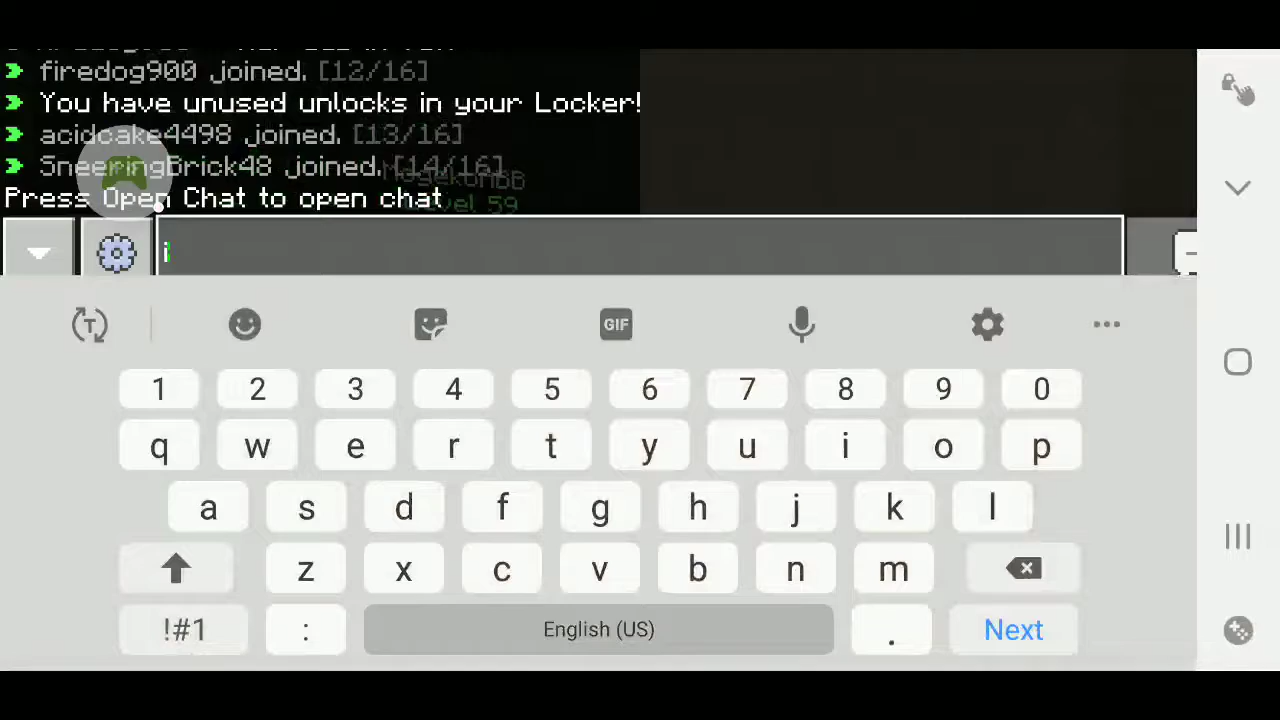 firedog900 joined. [12/16]
You have unused unlocks in your Locker!
acidcake4498 joined. [13/16]
SneeringBrick48 joined. [14/16]
Press Open Chat to open chat
59
i
GIF
1 2 3 4 5 6 7 8 9 0
q w e r t y u i o p
a s d f g h j k l
z x c v b n m
!#1 : English (US) . Next